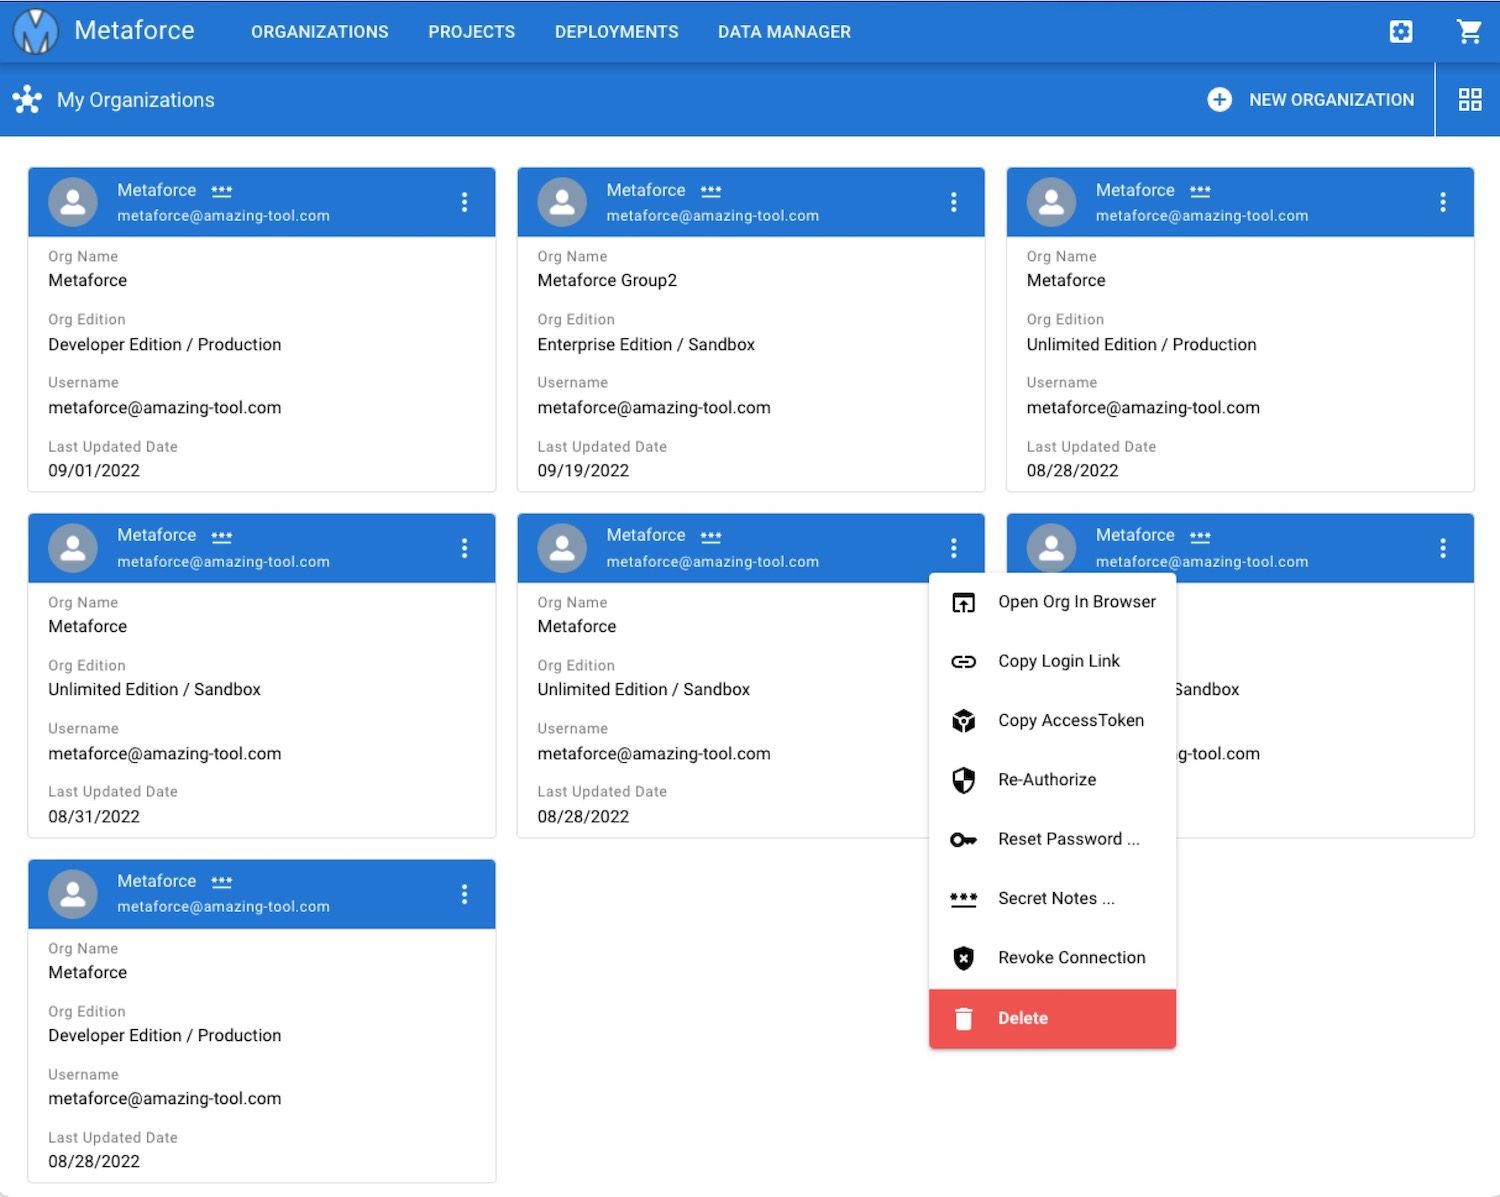 Metaforce
ORGANIZATIONS
PROJECTS
DEPLOYMENTS
DATA MANAGER
My Organizations
NEW ORGANIZATION
Metaforce ***
metaforce@amazing-tool.com
Org Name
Metaforce
Org Edition
Developer Edition / Production
Username
metaforce@amazing-tool.com
Last Updated Date
09/01/2022
Metaforce ***
metaforce@amazing-tool.com
Org Name
Metaforce Group2
Org Edition
Enterprise Edition / Sandbox
Username
metaforce@amazing-tool.com
Last Updated Date
09/19/2022
Metaforce ***
metaforce@amazing-tool.com
Org Name
Metaforce
Org Edition
Unlimited Edition / Production
Username
metaforce@amazing-tool.com
Last Updated Date
08/28/2022
Metaforce ***
metaforce@amazing-tool.com
Org Name
Metaforce
Org Edition
Unlimited Edition / Sandbox
Username
metaforce@amazing-tool.com
Last Updated Date
08/31/2022
Metaforce ***
metaforce@amazing-tool.com
Org Name
Metaforce
Org Edition
Unlimited Edition / Sandbox
Username
metaforce@amazing-tool.com
Last Updated Date
08/28/2022
Metaforce ***
metaforce@amazing-tool.com
Sandbox
g-tool.com
Open Org In Browser
Copy Login Link
Copy AccessToken
Re-Authorize
Reset Password ...
*** Secret Notes ...
Revoke Connection
Delete
Metaforce ***
metaforce@amazing-tool.com
Org Name
Metaforce
Org Edition
Developer Edition / Production
Username
metaforce@amazing-tool.com
Last Updated Date
08/28/2022